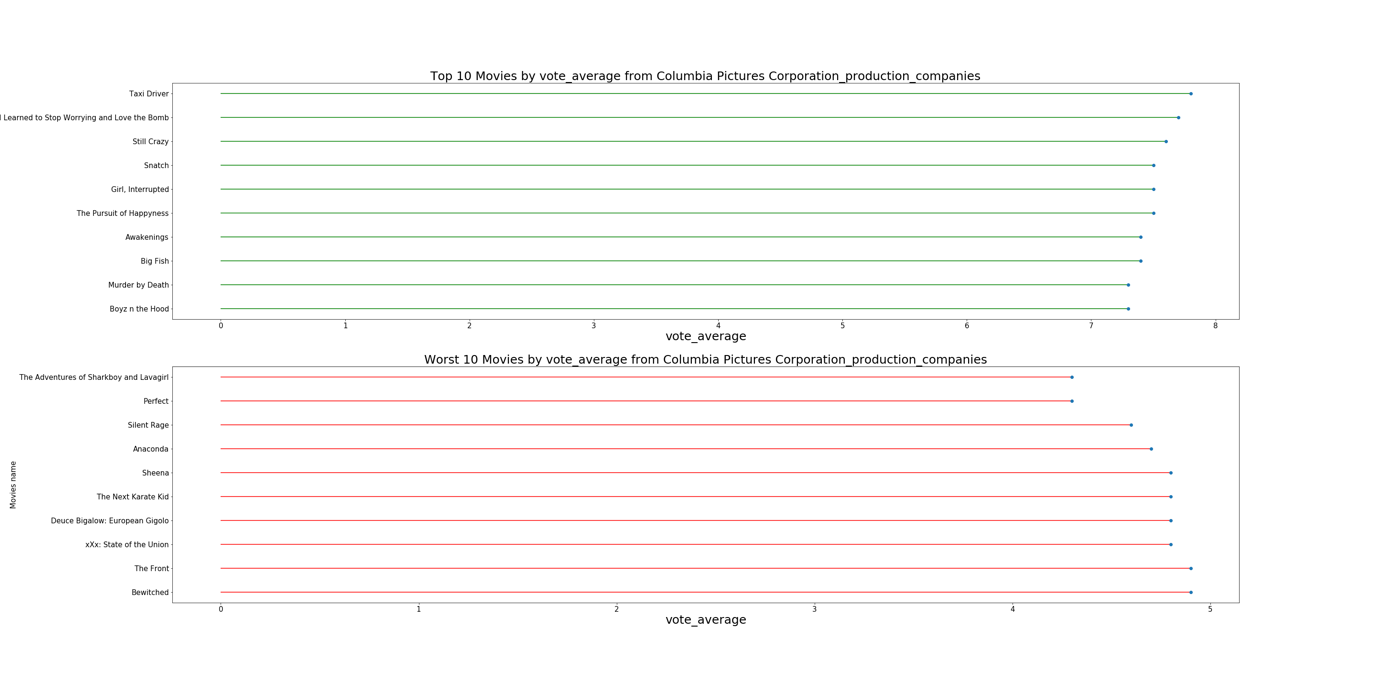 Top 10 Movies by vote_average from Columbia Pictures Corporation_production_companies
Taxi Driver
Learned to Stop Worrying and Love the Bomb
Still Crazy
Snatch
Girl, Interrupted
The Pursuit of Happyness
Awakenings
Big Fish
Murder by Death
Boyz n the Hood
0 1 2 3 4 5 6 7 8
vote_average
Worst 10 Movies by vote_average from Columbia Pictures Corporation_production_companies
The Adventures of Sharkboy and Lavagirl
Perfect
Silent Rage
Anaconda
Sheena
The Next Karate Kid
Deuce Bigalow: European Gigolo
xXx: State of the Union
The Front
Bewitched
Movies name
0 1 2 3 4 5
vote_average